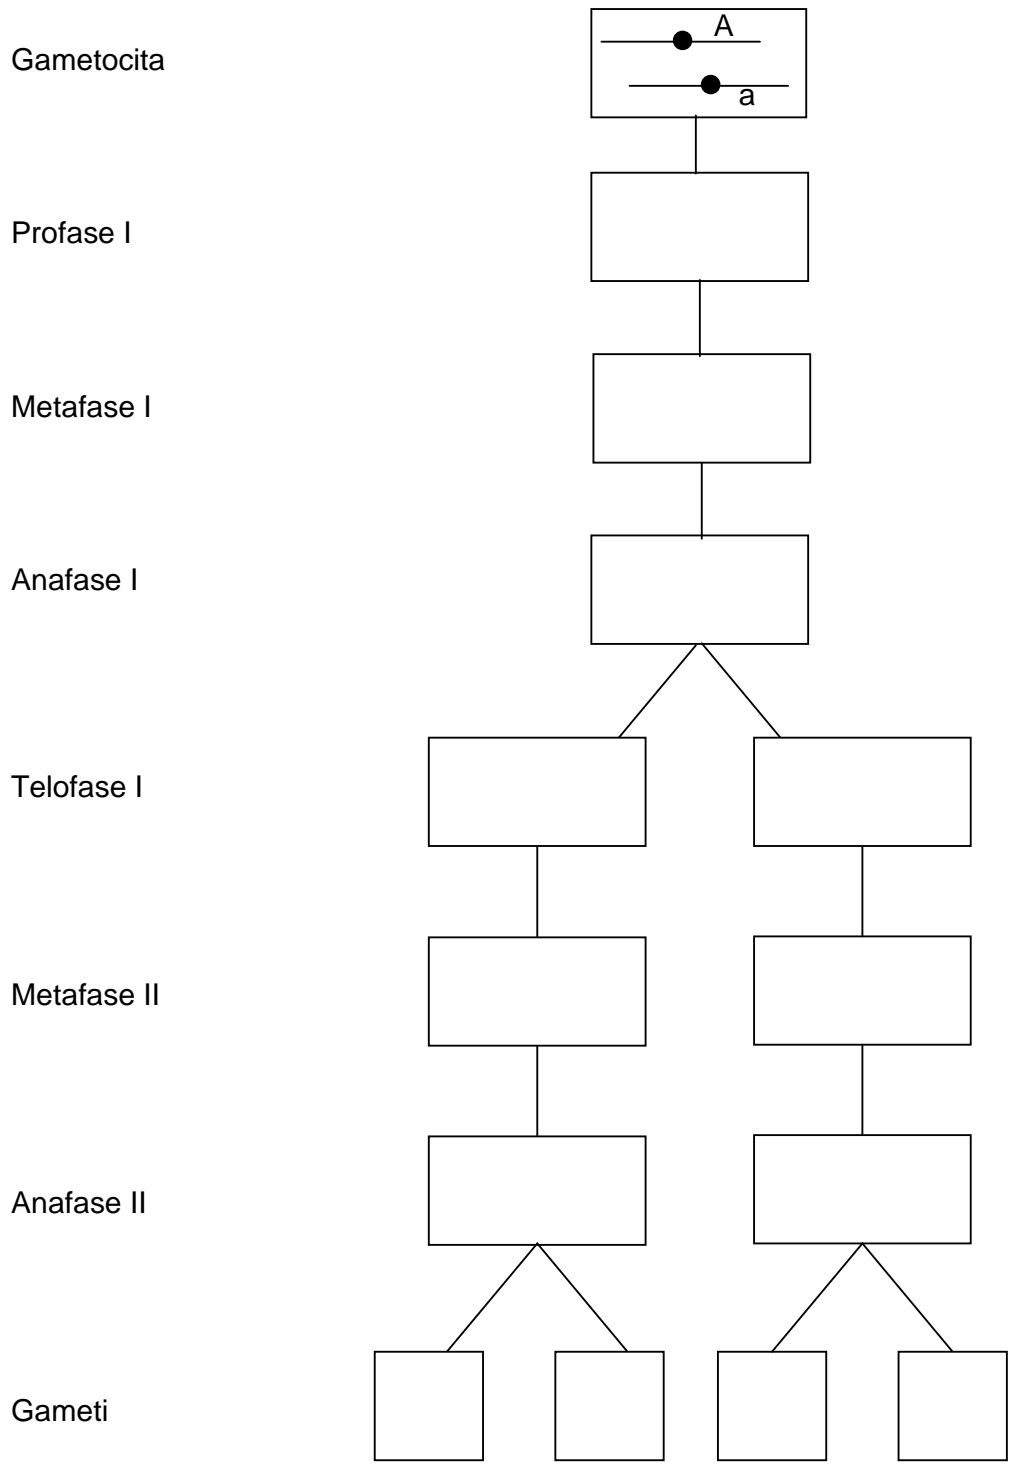 A
Gametocita
a
Profase I
Metafase I
Anafase I
Telofase I
Metafase II
Anafase II
Gameti